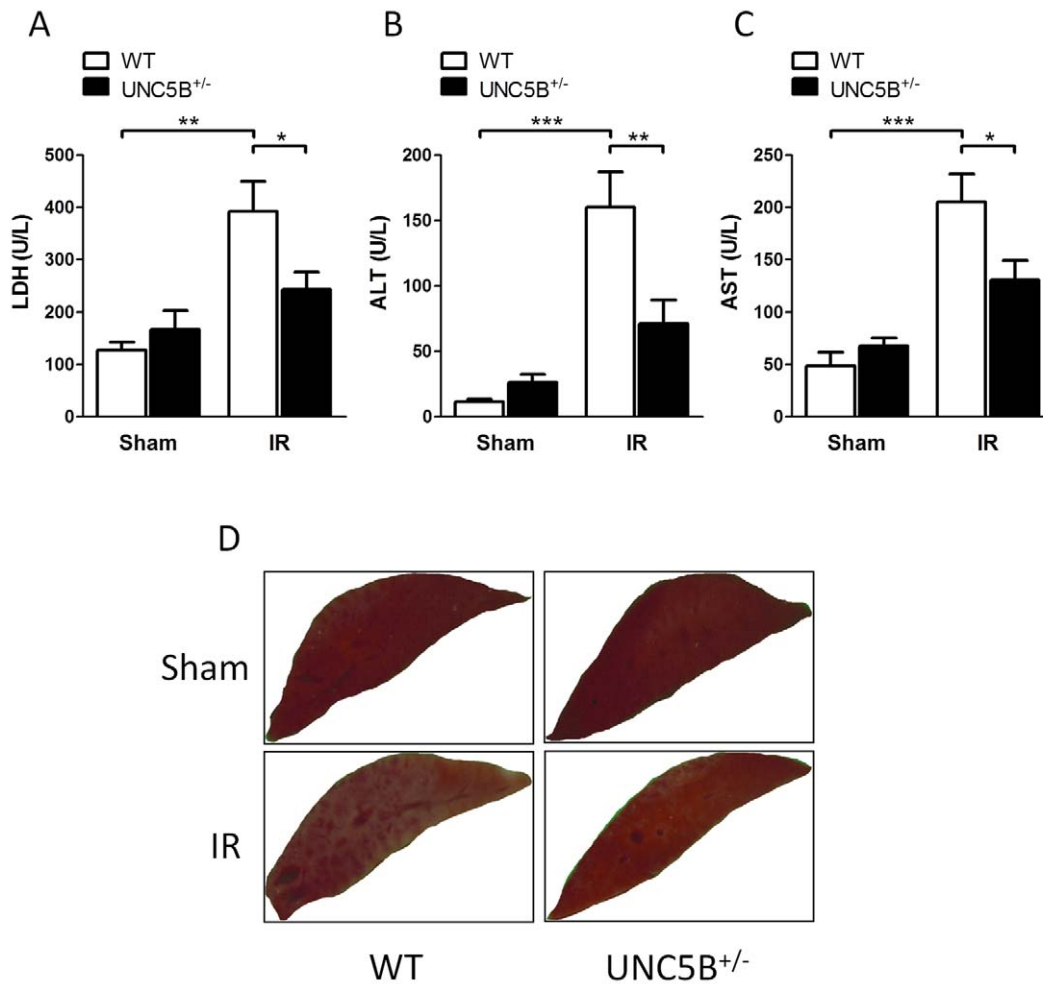 A
WT
UNC5B+/-
**
*
LDH (U/L)
500
400
300
200
100
0
Sham IR
B
WT
UNC5B+/-
***
**
ALT (U/L)
200
150
100
50
0
Sham IR
C
WT
UNC5B+/-
***
*
AST (U/L)
250
200
150
100
50
0
Sham IR
D
Sham
IR
WT UNC5B+/-